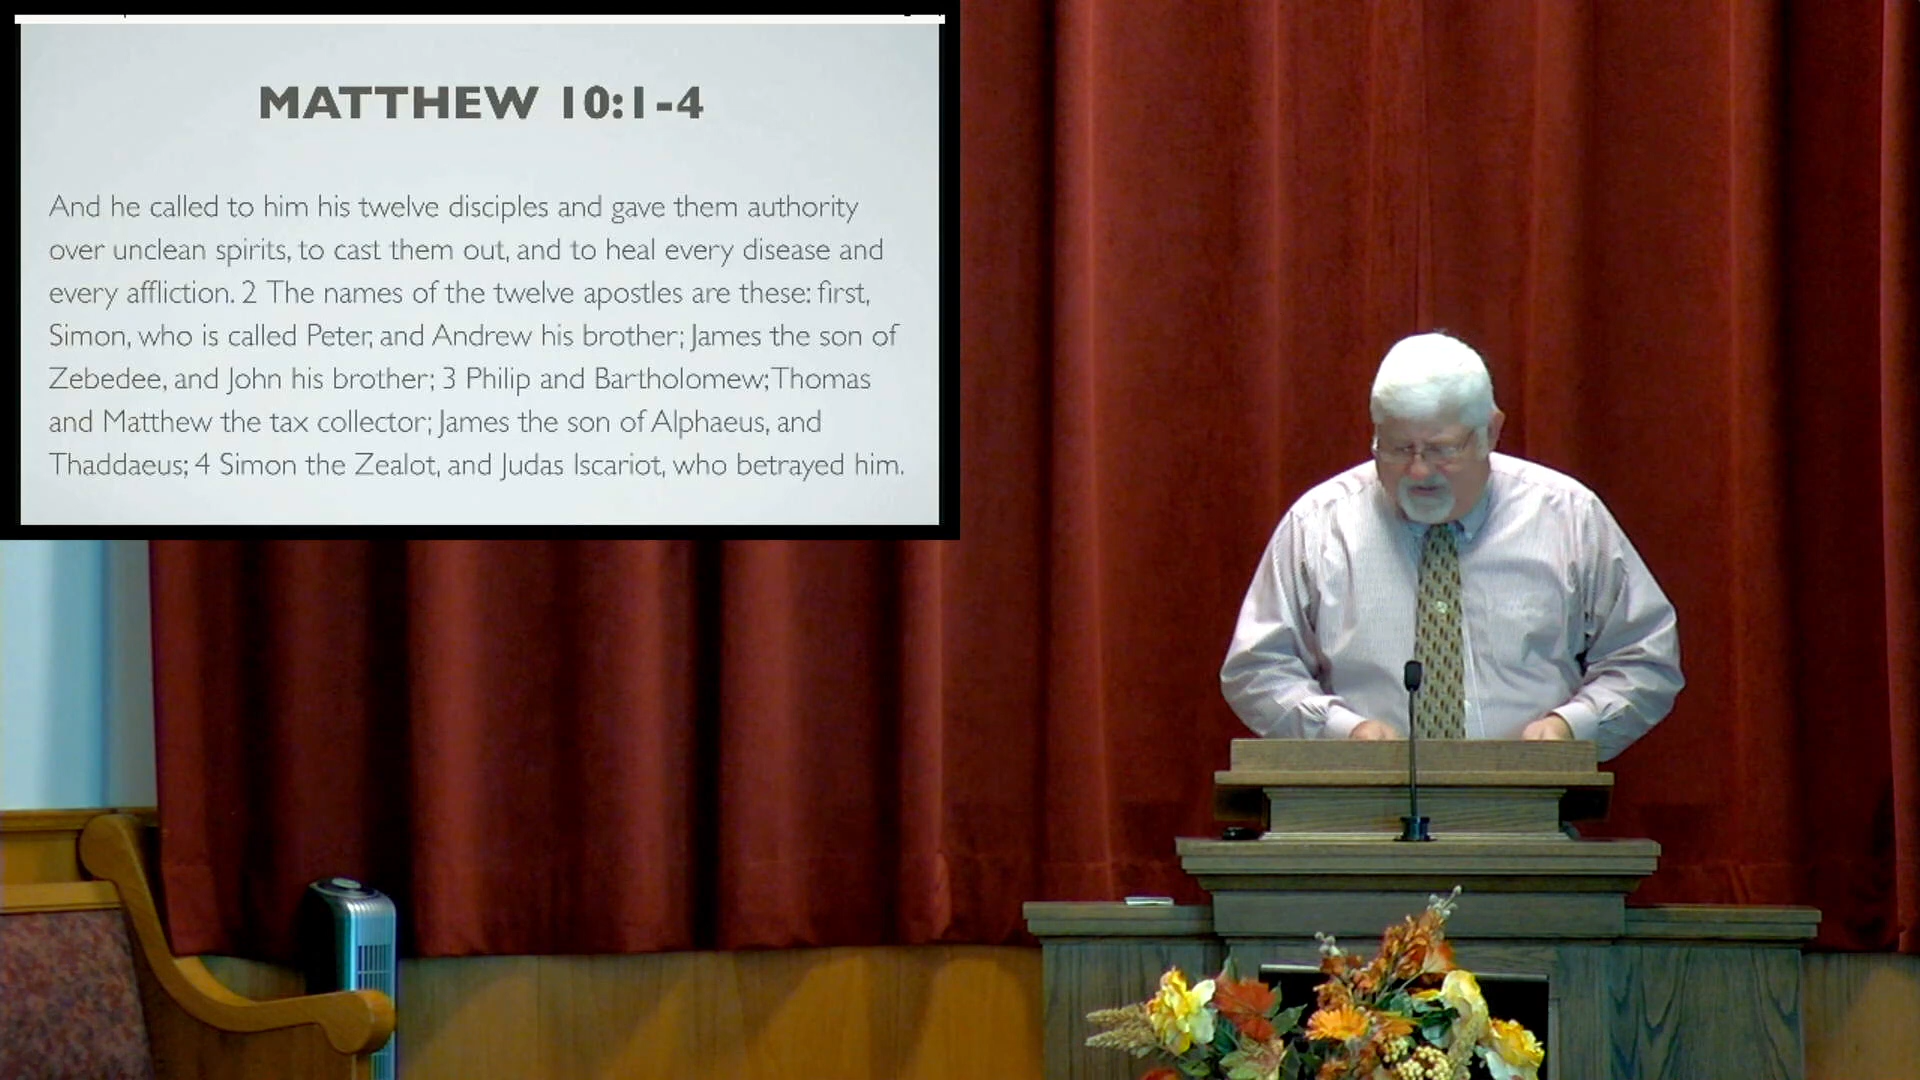 MATTHEW 10:1-4
And he called to him his twelve disciples and gave them authority
over unclean spirits, to cast them out, and to heal every disease and
every affliction. 2 The names of the twelve apostles are these: first,
Simon, who is called Peter, and Andrew his brother; James the son of
Zebedee, and John his brother; 3 Philip and Bartholomew; Thomas
and Matthew the tax collector; James the son of Alphaeus, and
Thaddaeus; 4 Simon the Zealot, and Judas Iscariot, who betrayed him.